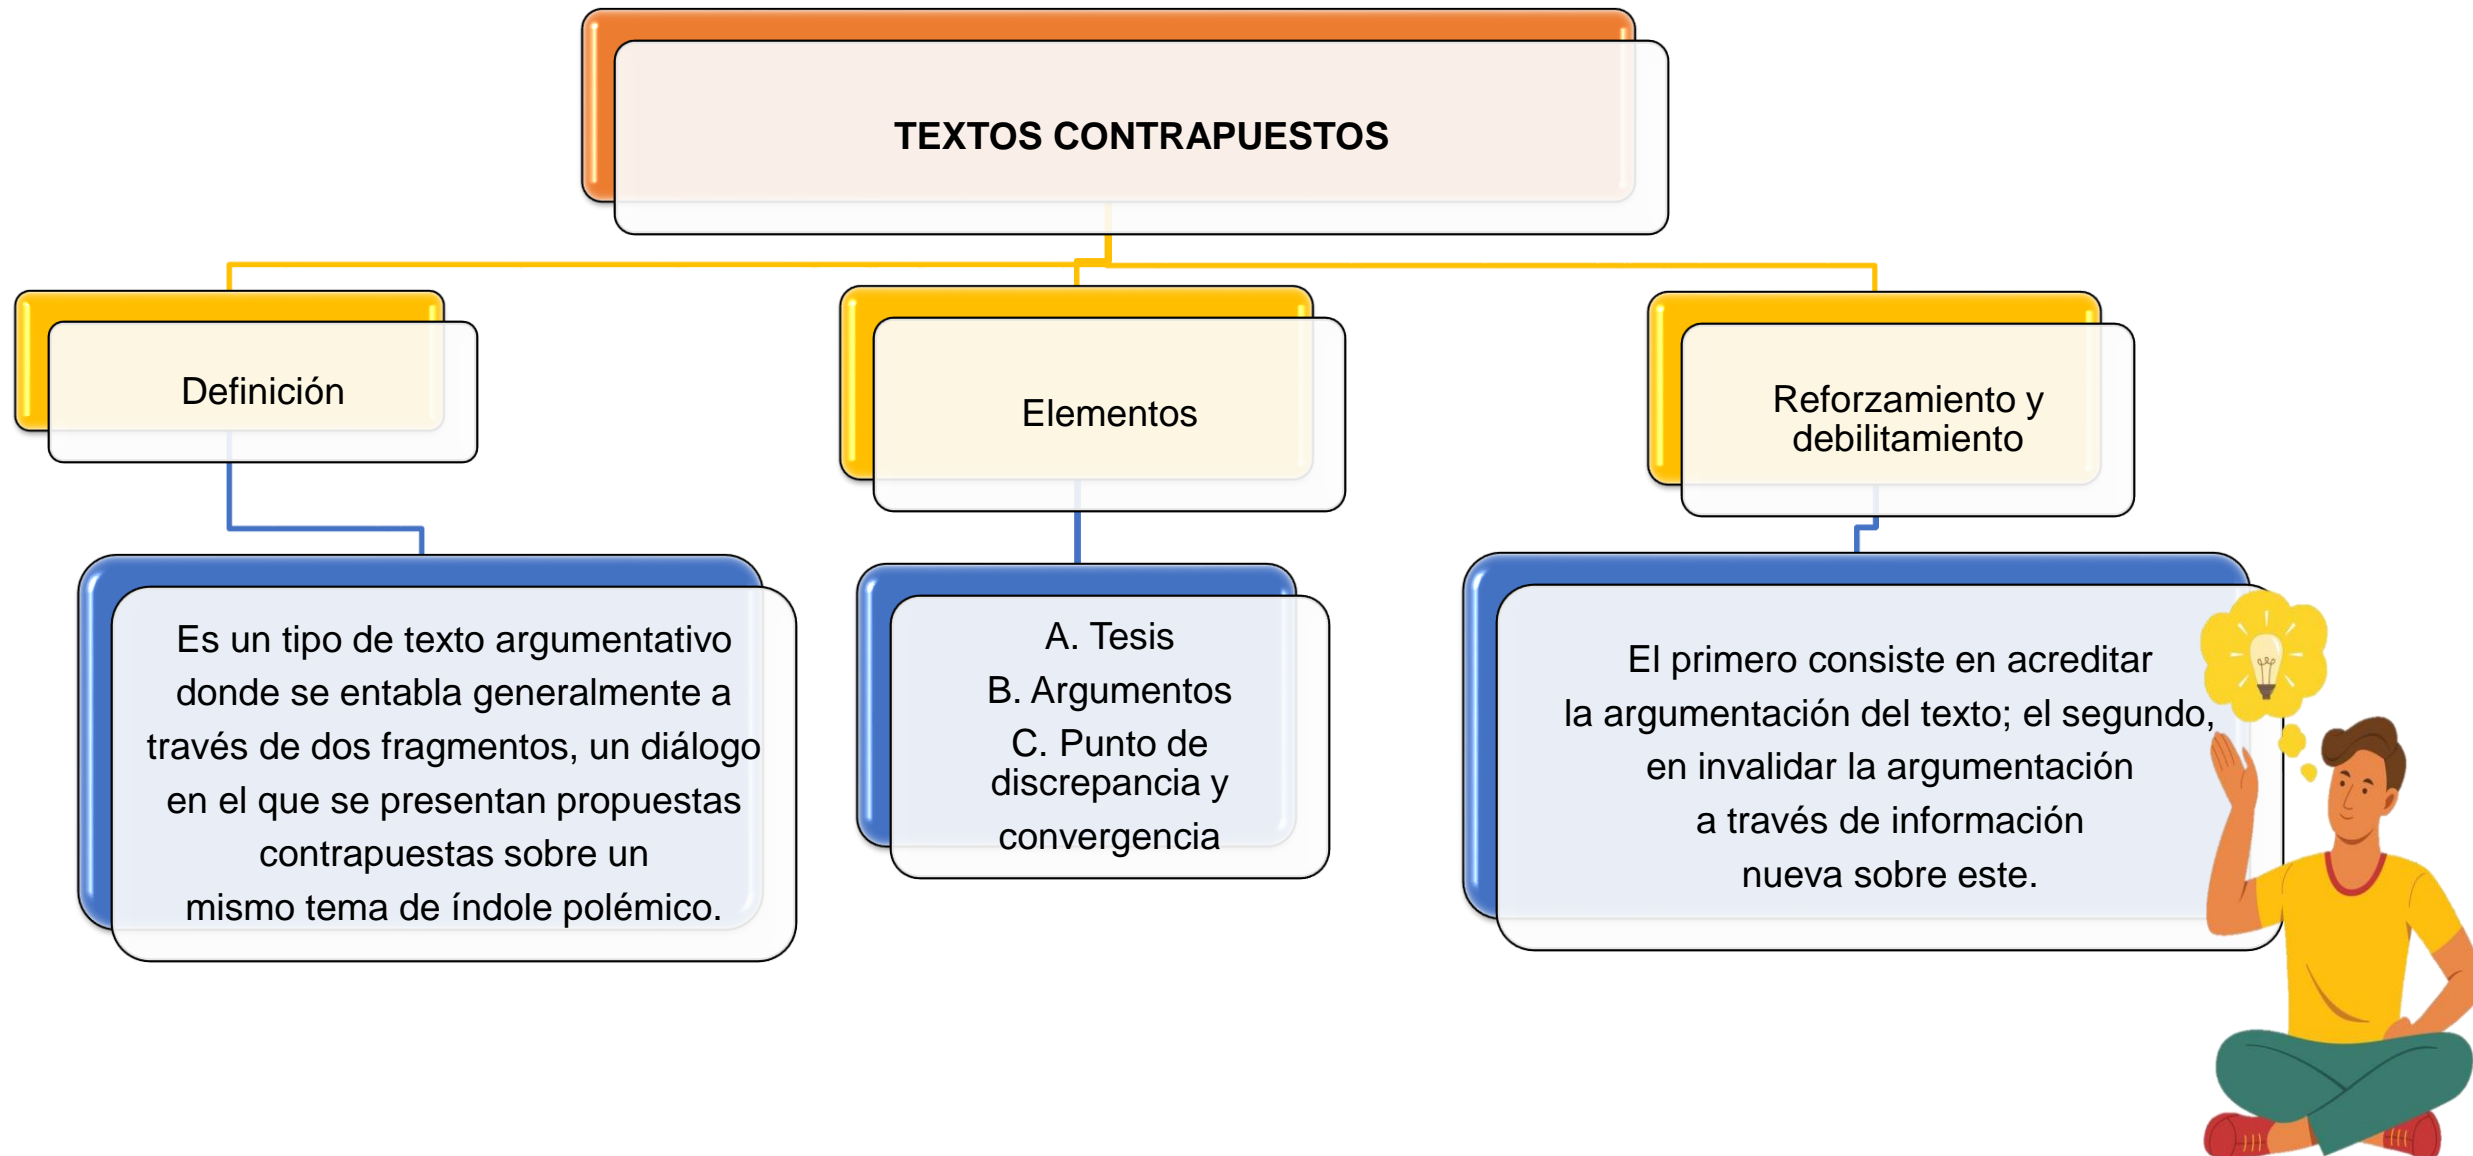 TEXTOS CONTRAPUESTOS
Definición
Es un tipo de texto argumentativo
donde se entabla generalmente a
través de dos fragmentos, un diálogo
en el que se presentan propuestas
contrapuestas sobre un
mismo tema de índole polémico.
Elementos
A. Tesis
B. Argumentos
C. Punto de
discrepancia y
convergencia
Reforzamiento y
debilitamiento
El primero consiste en acreditar
la argumentación del texto; el segundo,
en invalidar la argumentación
a través de información
nueva sobre este.